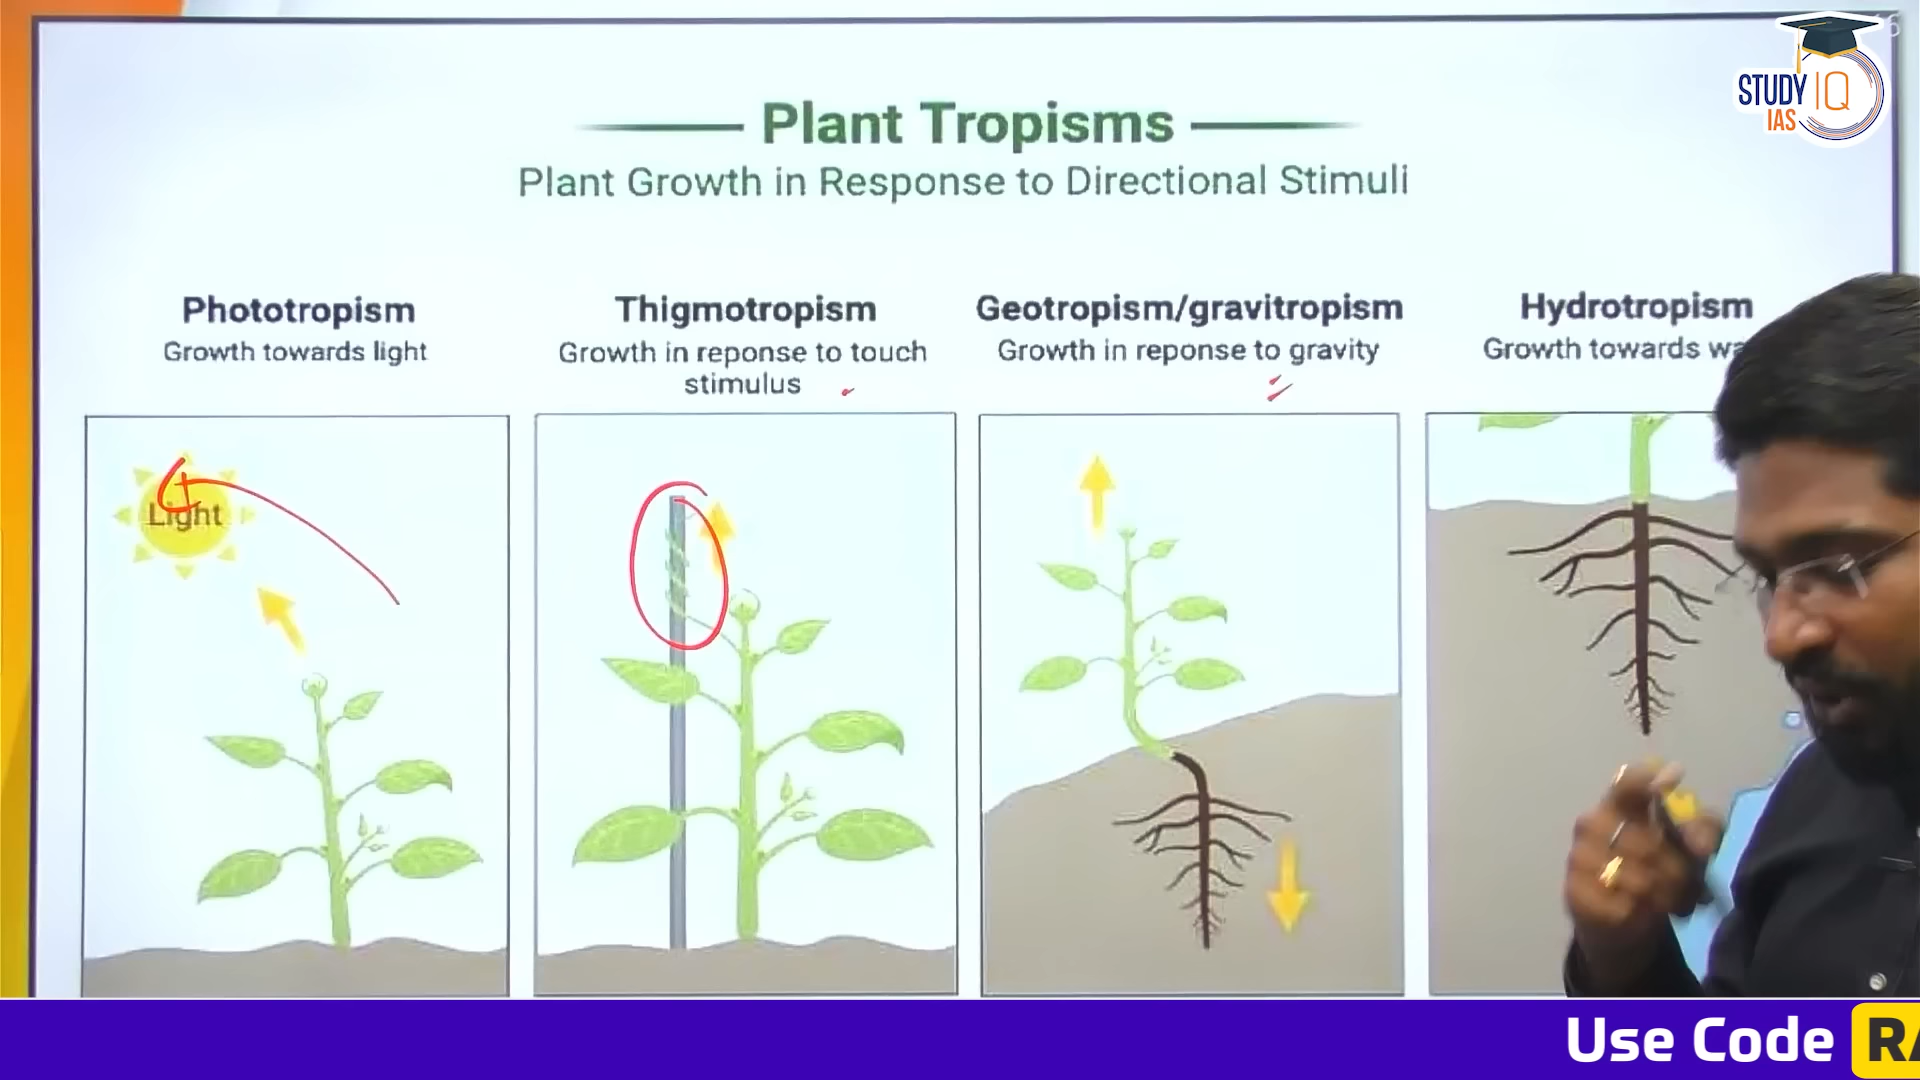 STUDY IQ
IAS
Plant Tropisms
Plant Growth in Response to Directional Stimuli
Phototropism
Growth towards light
Thigmotropism
Growth in reponse to touch
stimulus
Geotropism/gravitropism
Growth in reponse to gravity
Hydrotropism
Growth towards
Light
Use Code